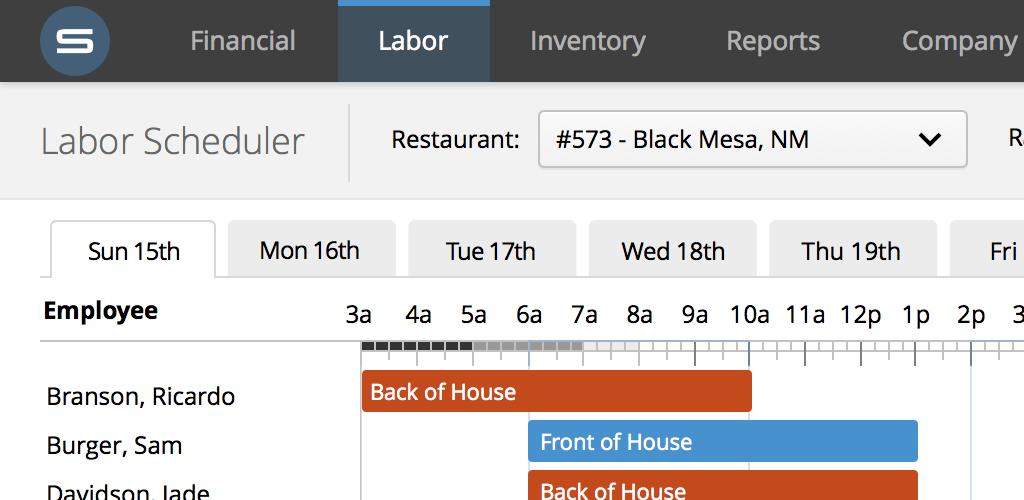 S Financial Labor Inventory Reports Company
Labor Scheduler Restaurant: #573 - Black Mesa, NM
Sun 15th Mon 16th Tue 17th Wed 18th Thu 19th Fri
Employee 3a 4a 5a 6a 7a 8a 9a 10a 11a 12p 1p 2p 3
Branson, Ricardo Back of House
Burger, Sam Front of House
Davidson, Jade Back of House